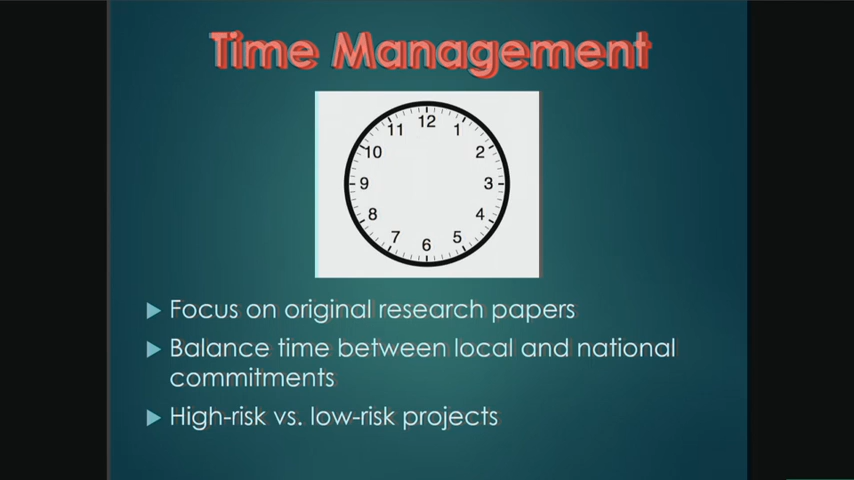 Time Management
12
11
1
10
2
9
3
8
4
7
5
6
Focus on original research papers
Balance time between local and national
commitments
High-risk vs. low-risk projects